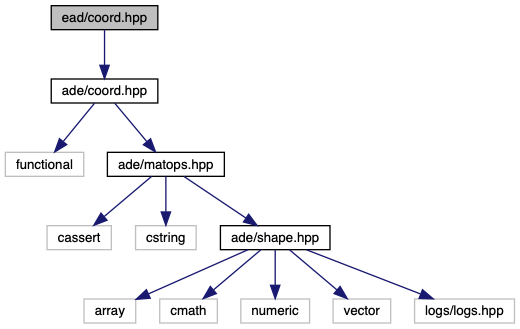 ead/coord.hpp
ade/coord.hpp
functional
ade/matops.hpp
cassert
cstring
ade/shape.hpp
array
cmath
numeric
vector
logs/logs.hpp